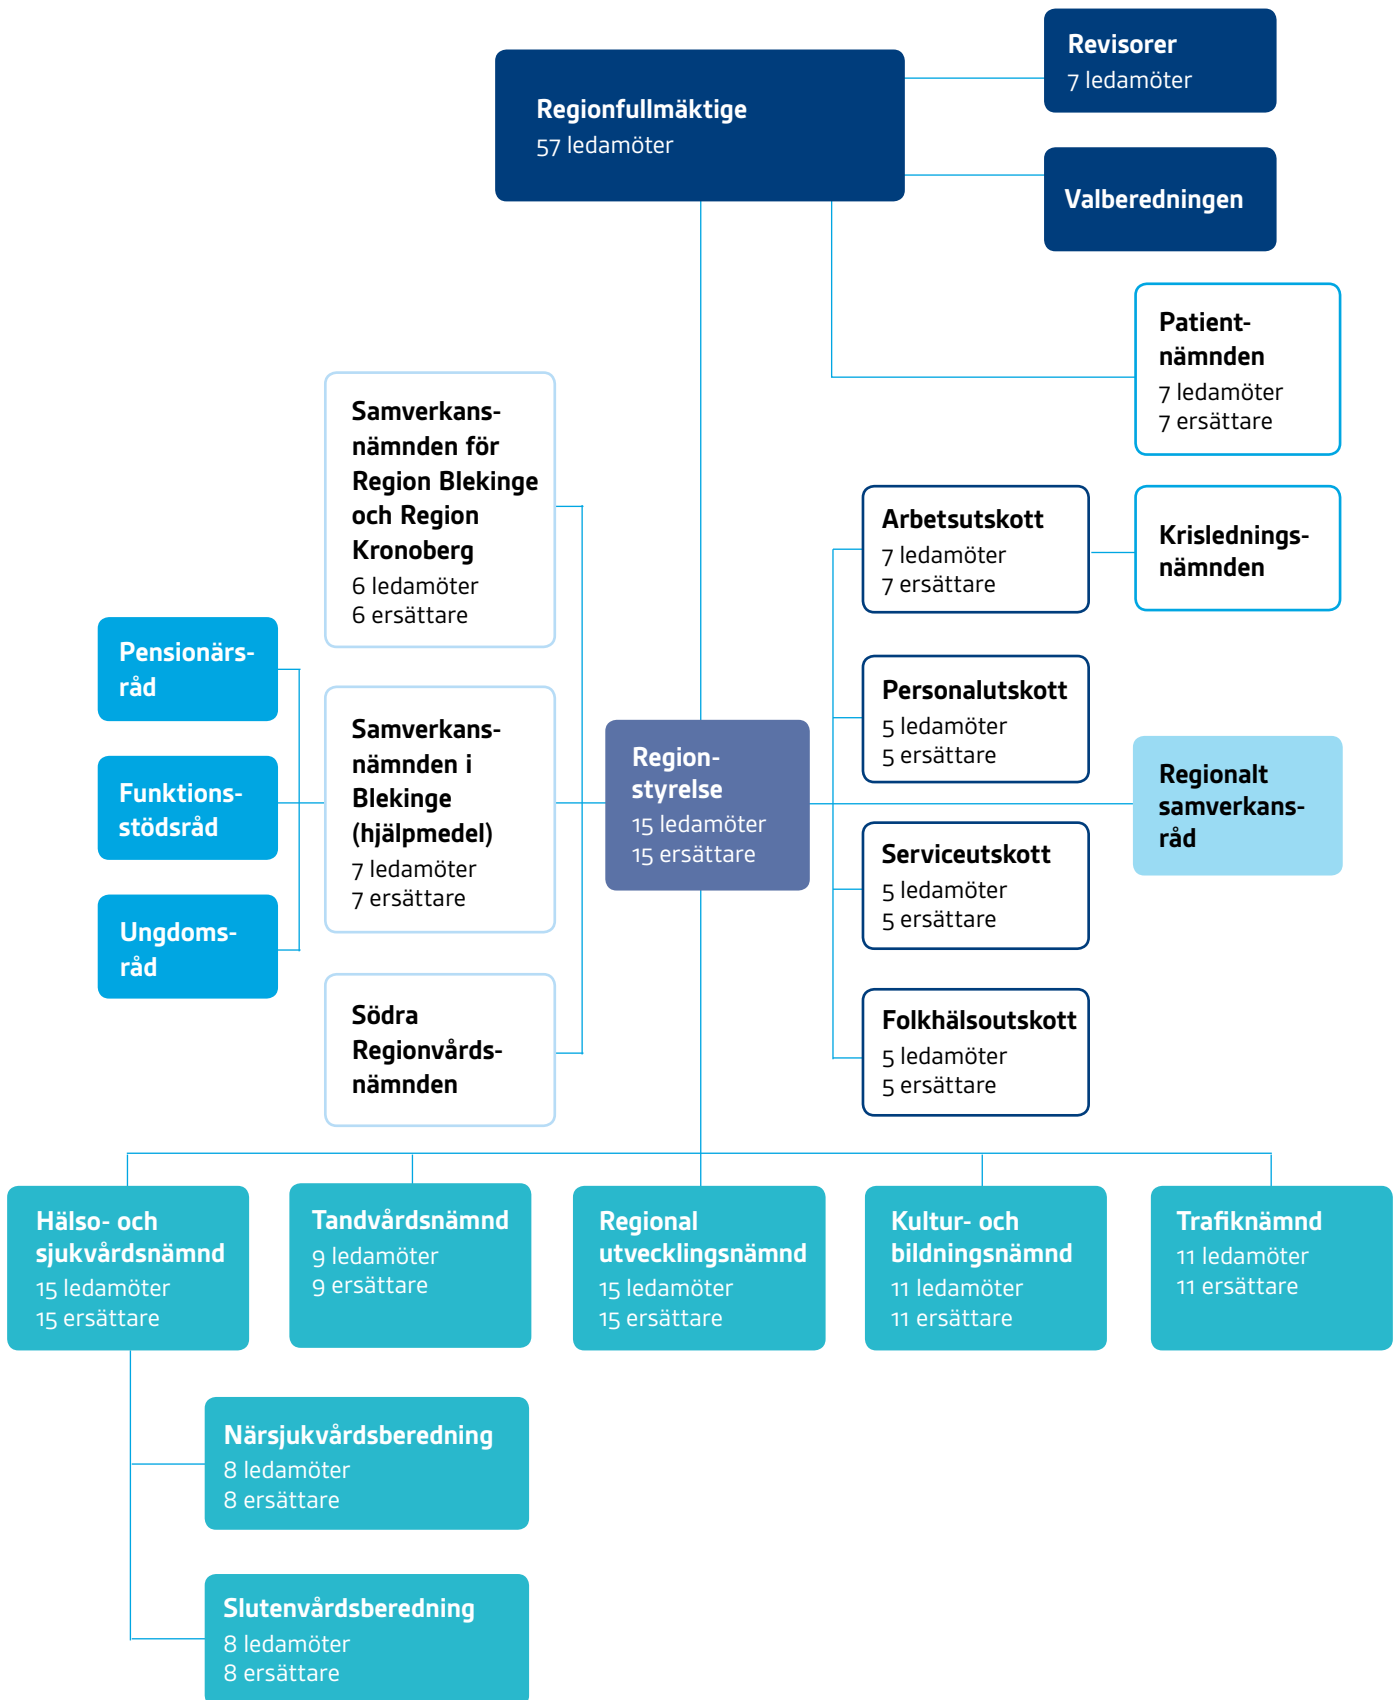 Revisorer
7 ledamöter
Regionfullmäktige
57 ledamöter
Valberedningen
Patient-
nämnden
7 ledamöter
7 ersättare
Samverkans-
nämnden för
Region Blekinge
och Region
Kronoberg
6 ledamöter
6 ersättare
Arbetsutskott
7 ledamöter
7 ersättare
Krislednings-
nämnden
Pensionärs-
råd
Funktions-
stödsråd
Ungdoms-
råd
Samverkans-
nämnden i
Blekinge
(hjälpmedel)
7 ledamöter
7 ersättare
Region-
styrelse
15 ledamöter
15 ersättare
Personalutskott
5 ledamöter
5 ersättare
Regionalt
samverkans-
råd
Serviceutskott
5 ledamöter
5 ersättare
Södra
Regionvårds-
nämnden
Folkhälsoutskott
5 ledamöter
5 ersättare
Hälso- och
sjukvårdsnämnd
15 ledamöter
15 ersättare
Tandvårdsnämnd
9 ledamöter
9 ersättare
Regional
utvecklingsnämnd
15 ledamöter
15 ersättare
Kultur- och
bildningsnämnd
11 ledamöter
11 ersättare
Trafiknämnd
11 ledamöter
11 ersättare
Närsjukvårdsberedning
8 ledamöter
8 ersättare
Slutenvårdsberedning
8 ledamöter
8 ersättare